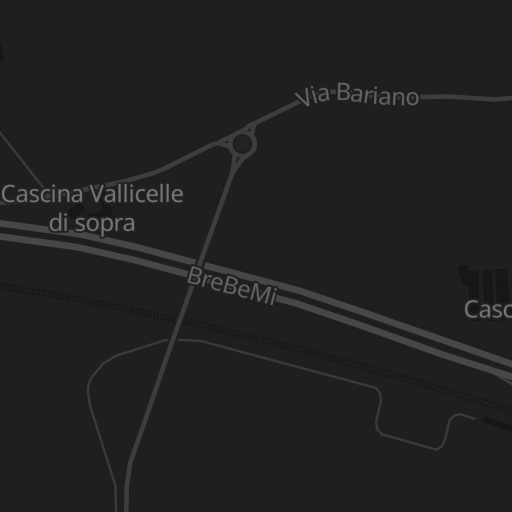 Via Bariano
Cascina Vallicelle
di sopra
BreBeMi
Casc